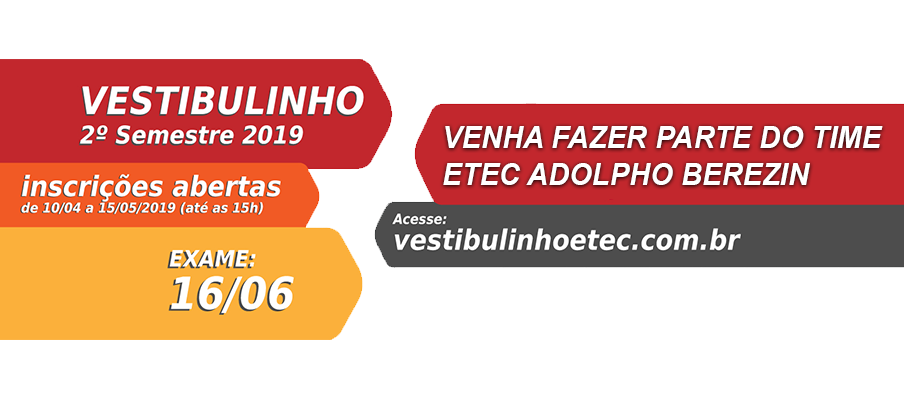 VESTIBULINHO
2º Semestre 2019
inscrições abertas
de 10/04 a 15/05/2019 (até as 15h)
EXAME:
16/06
VENHA FAZER PARTE DO TIME
ETEC ADOLPHO BEREZIN
Acesse:
vestibulinhoetec.com.br